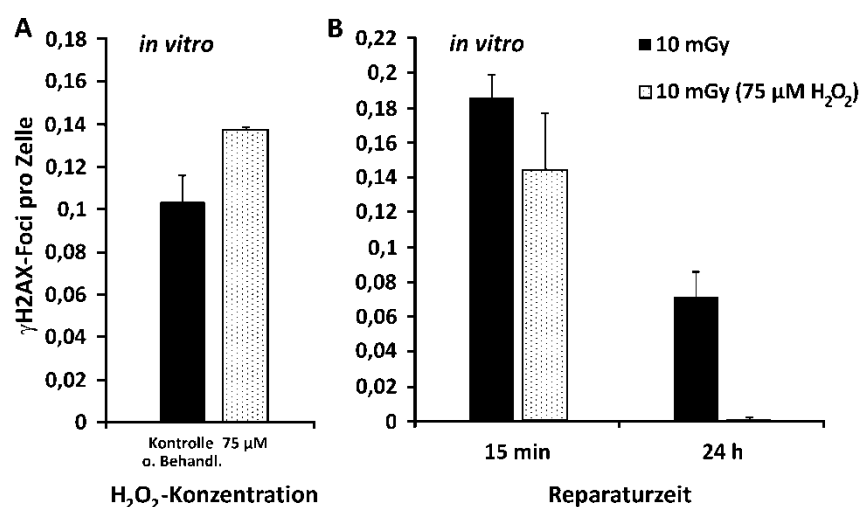 A
in vitro
γH2AX-Foci pro Zelle
0,18
0,16
0,14
0,12
0,1
0,08
0,06
0,04
0,02
0
Kontrolle 75 µM
o. Behandl.
H₂O₂-Konzentration
B
in vitro
0,22
0,2
0,18
0,16
0,14
0,12
0,1
0,08
0,06
0,04
0,02
0
15 min
24 h
Reparaturzeit
10 mGy
10 mGy (75 µM H₂O₂)